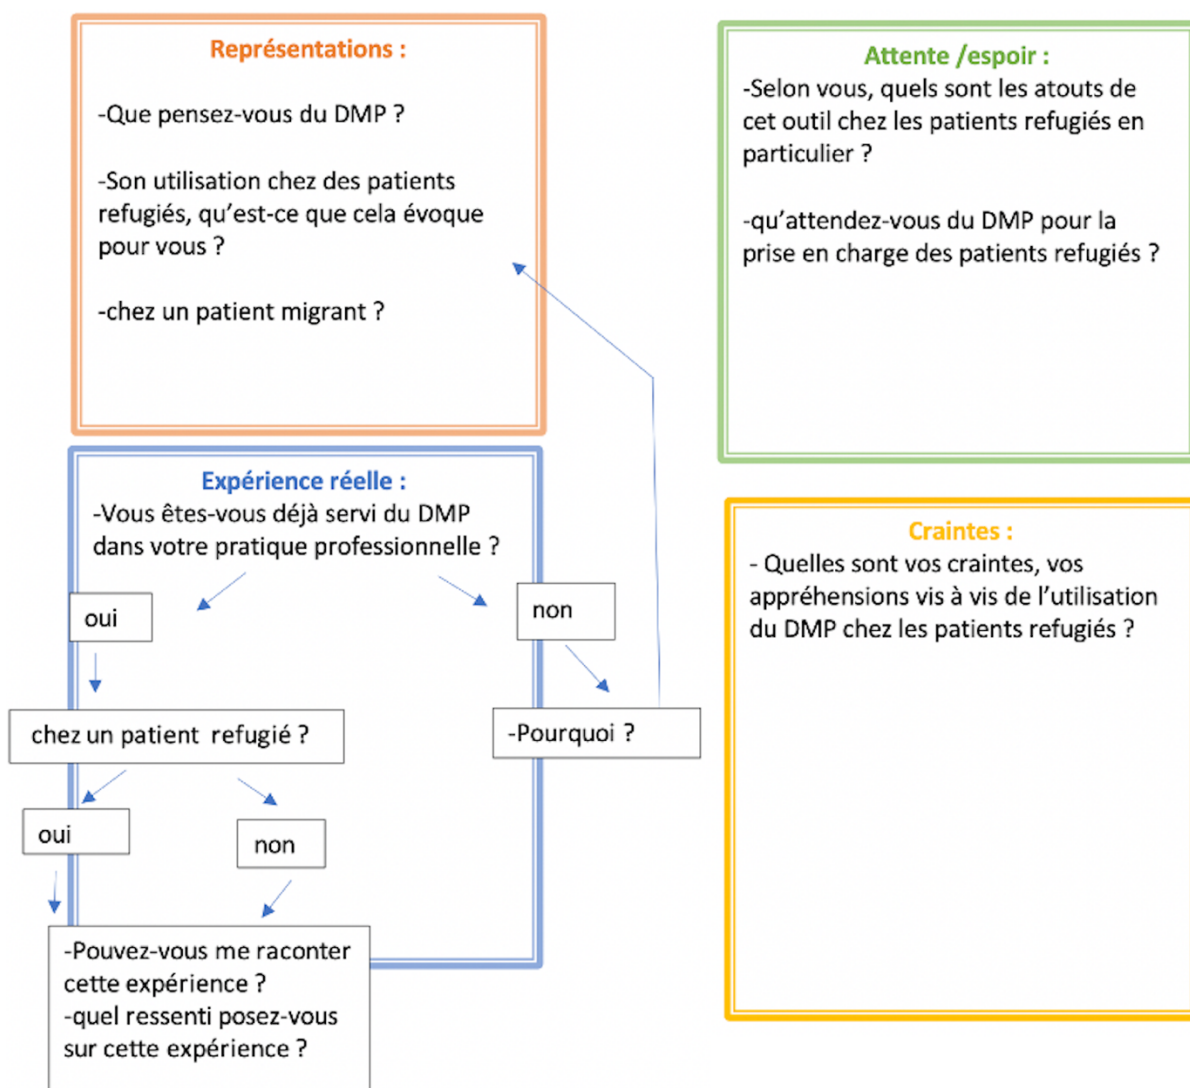 Représentations :
-Que pensez-vous du DMP ?
-Son utilisation chez des patients
refugiés, qu'est-ce que cela évoque
pour vous ?
-chez un patient migrant ?
Attente /espoir :
-Selon vous, quels sont les atouts de
cet outil chez les patients refugiés en
particulier ?
-qu'attendez-vous du DMP pour la
prise en charge des patients refugiés ?
Expérience réelle :
-Vous êtes-vous déjà servi du DMP
dans votre pratique professionnelle ?
oui
non
chez un patient refugié ?
-Pourquoi ?
oui
non
-Pouvez-vous me raconter
cette expérience ?
-quel ressenti posez-vous
sur cette expérience ?
Craintes :
- Quelles sont vos craintes, vos
appréhensions vis à vis de l'utilisation
du DMP chez les patients refugiés ?